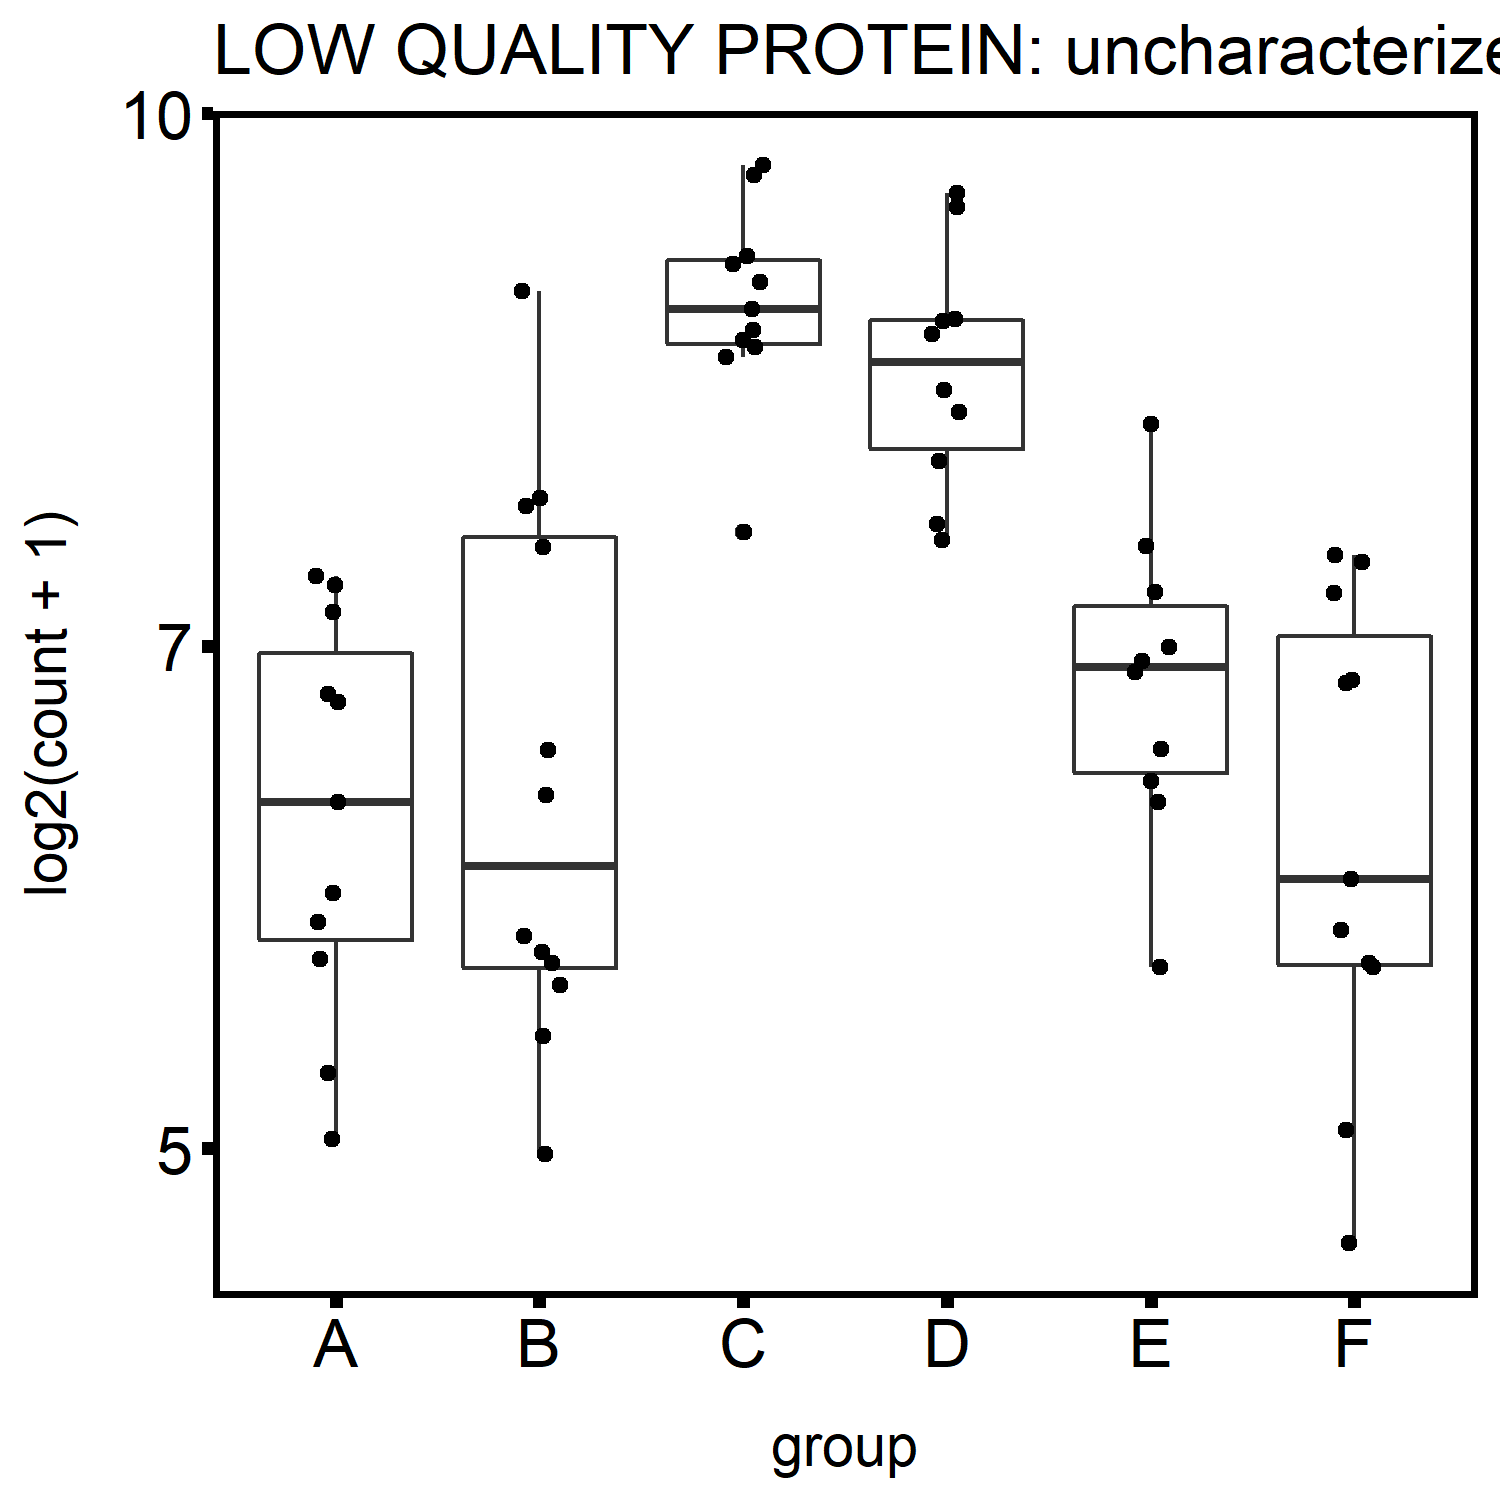 LOW QUALITY PROTEIN: uncharacterize
10
7
5
log2(count + 1)
A B C D E F
group